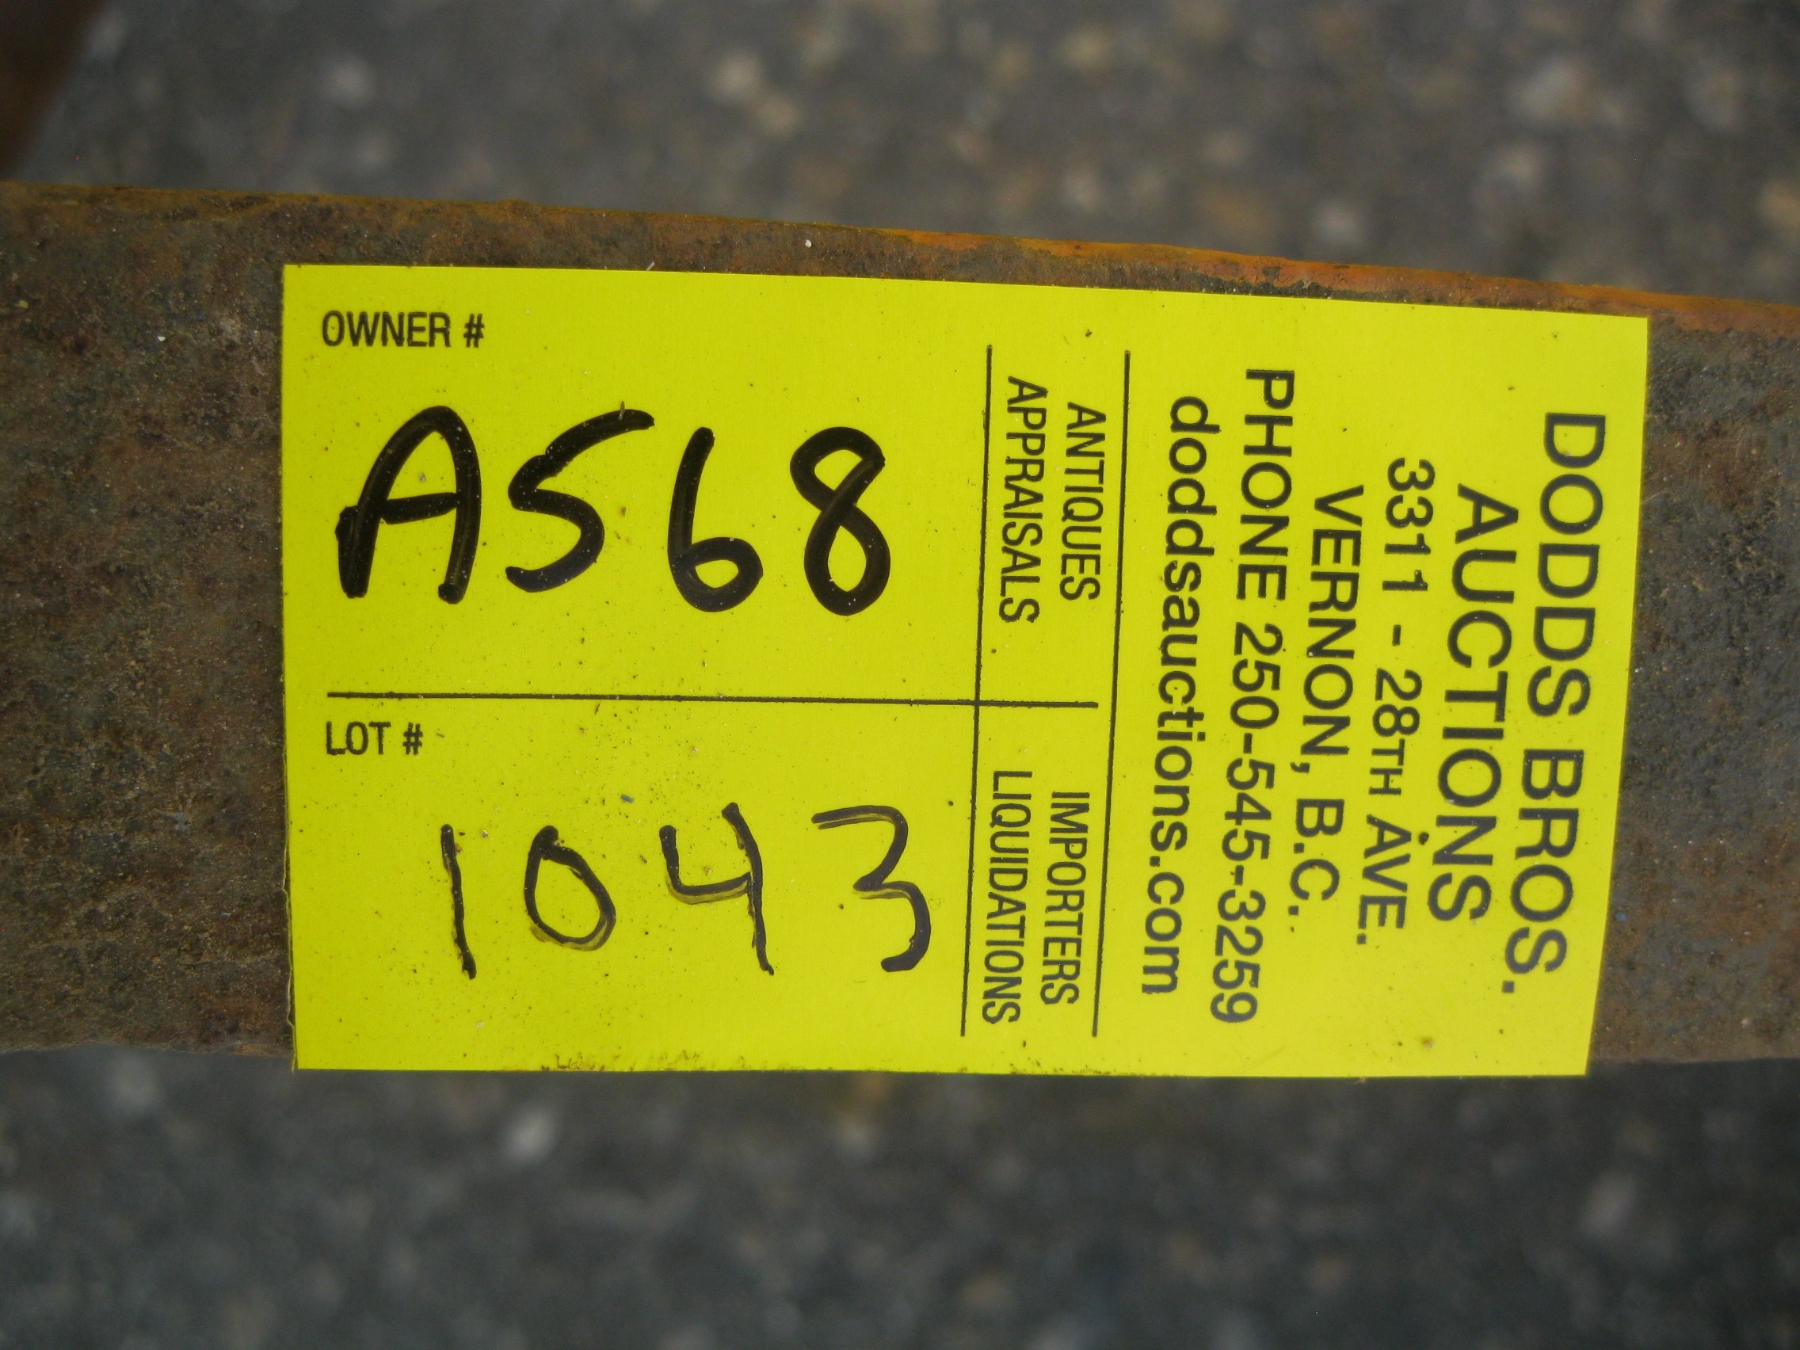 OWNER #
A568
LOT #
1043
ANTIQUES
APPRAISALS
IMPORTERS
LIQUIDATIONS
DODDS BROS.
AUCTIONS
3311 - 28TH AVE.
VERNON, B.C.
PHONE 250-545-3259
doddsauctions.com